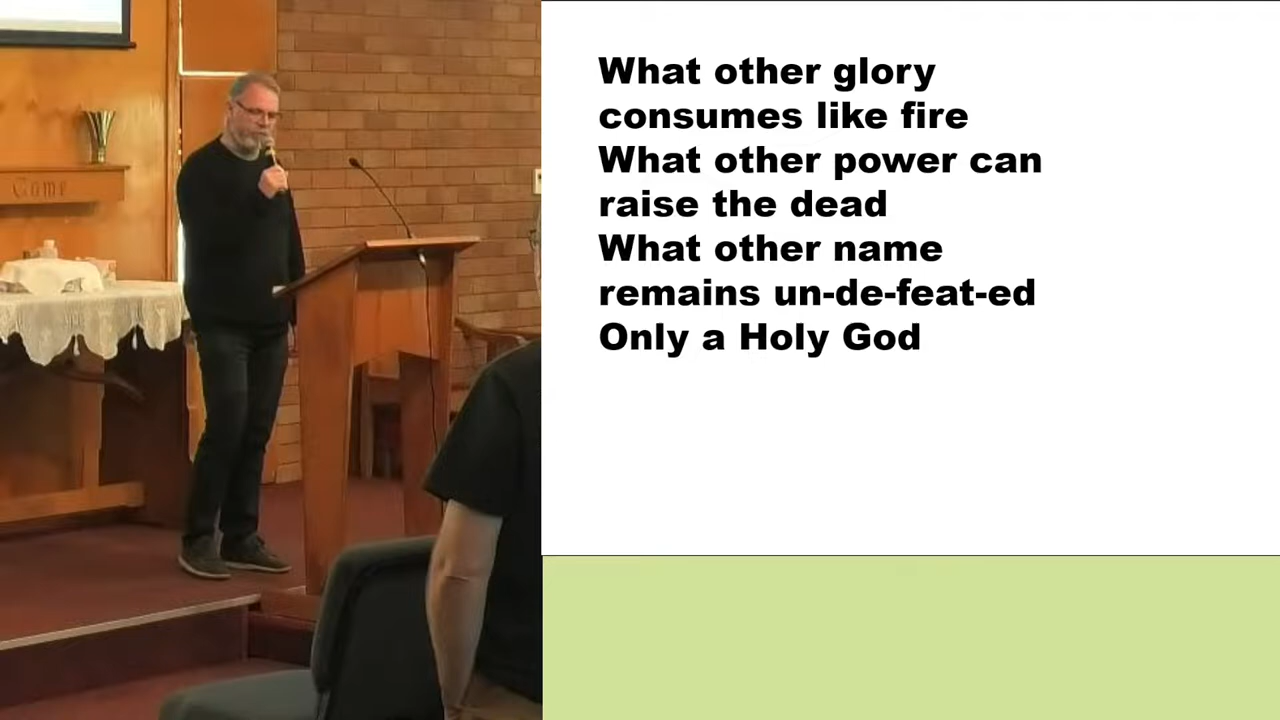 Come
What other glory
consumes like fire
What other power can
raise the dead
What other name
remains un-de-feat-ed
Only a Holy God